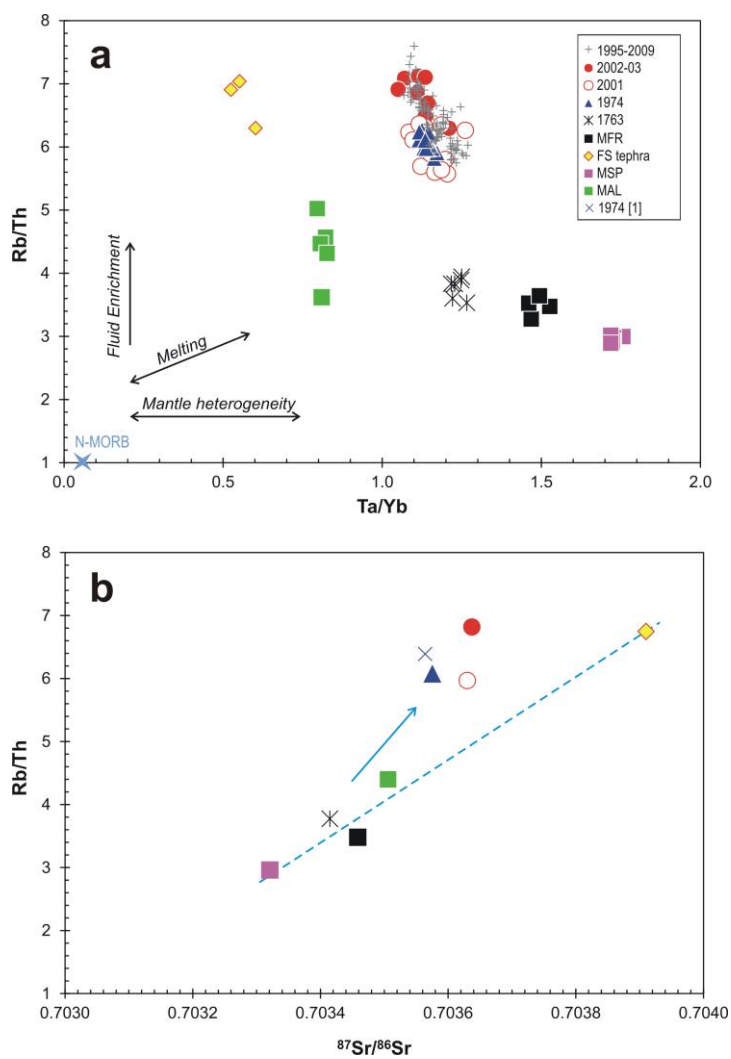 a
8
7
6
5
4
3
2
1
Rb/Th
1995-2009
2002-03
2001
1974
1763
MFR
FS tephra
MSP
MAL
1974 [1]
Fluid Enrichment
Melting
Mantle heterogeneity
N-MORB
0.0 0.5 1.0 1.5 2.0
Ta/Yb
b
8
7
6
5
4
3
2
1
Rb/Th
0.7030 0.7032 0.7034 0.7036 0.7038 0.7040
⁸⁷Sr/⁸⁶Sr